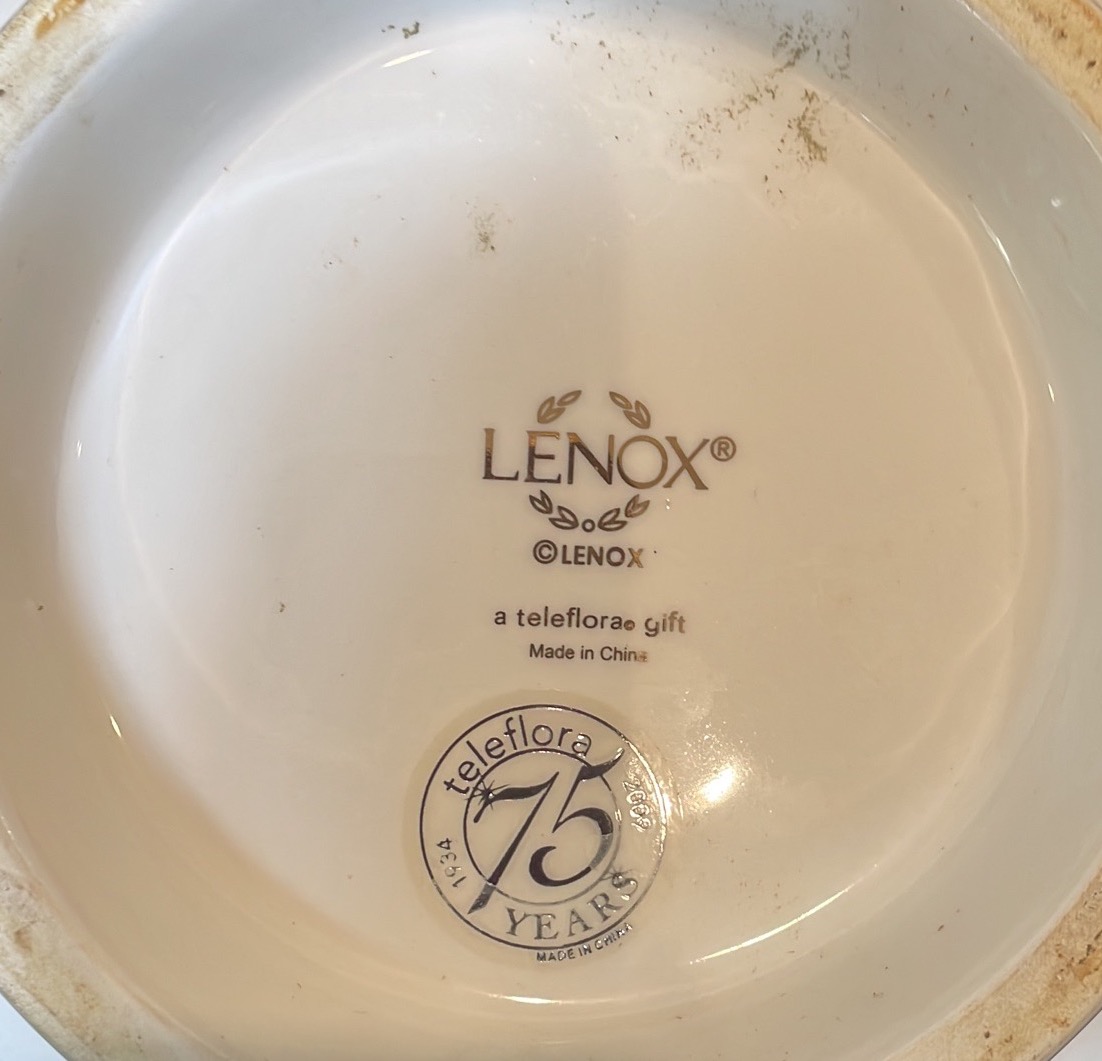 LENOX®
©LENOX
a teleflora® gift
Made in China
teleflora
75
1934
2009
YEARS
MADE IN CHINA